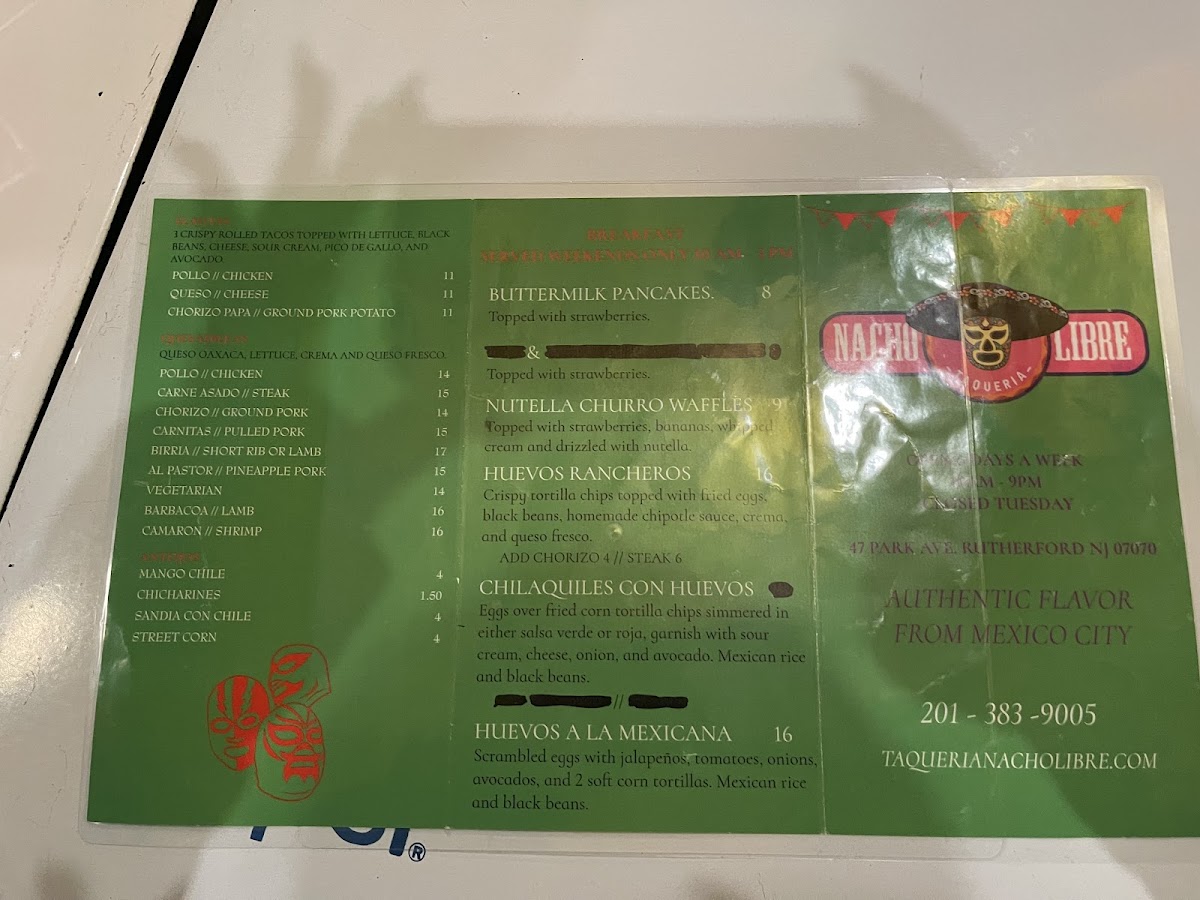 3 CRISPY ROLLED TACOS TOPPED WITH LETTUCE, BLACK
BEANS, CHEESE, SOUR CREAM, PICO DE GALLO, AND
AVOCADO
POLLO // CHICKEN 11
QUESO // CHEESE 11
CHORIZO PAPA // GROUND PORK POTATO 11
QUESO OAXACA, LETTUCE, CREMA AND QUESO FRESCO.
POLLO // CHICKEN 14
CARNE ASADO // STEAK 15
CHORIZO // GROUND PORK 14
CARNITAS // PULLED PORK 15
BIRRIA // SHORT RIB OR LAMB 17
AL PASTOR // PINEAPPLE PORK 15
VEGETARIAN 14
BARBACOA // LAMB 16
CAMARON // SHRIMP 16
MANGO CHILE 4
CHICHARINES 1.50
SANDIA CON CHILE 4
STREET CORN 4
BREAKFAST
SERVED WEEKENDS ONLY 10 AM
BUTTERMILK PANCAKES. 8
Topped with strawberries.
&
Topped with strawberries.
NUTELLA CHURRO WAFFLES 9
Topped with strawberries, bananas, whipped
cream and drizzled with nutella.
HUEVOS RANCHEROS 16
Crispy tortilla chips topped with fried eggs,
black beans, homemade chipotle sauce, crema,
and queso fresco.
ADD CHORIZO 4 // STEAK 6
CHILAQUILES CON HUEVOS
Eggs over fried corn tortilla chips simmered in
either salsa verde or roja, garnish with sour
cream, cheese, onion, and avocado. Mexican rice
and black beans.
//
HUEVOS A LA MEXICANA 16
Scrambled eggs with jalapeños, tomatoes, onions,
avocados, and 2 soft corn tortillas. Mexican rice
and black beans.
NACHO LIBRE
TAQUERIA
DAYS A WEEK
AM - 9PM
CLOSED TUESDAY
47 PARK AVE. RUTHERFORD NJ 07070
AUTHENTIC FLAVOR
FROM MEXICO CITY
201 - 383 -9005
TAQUERIANACHOLIBRE.COM